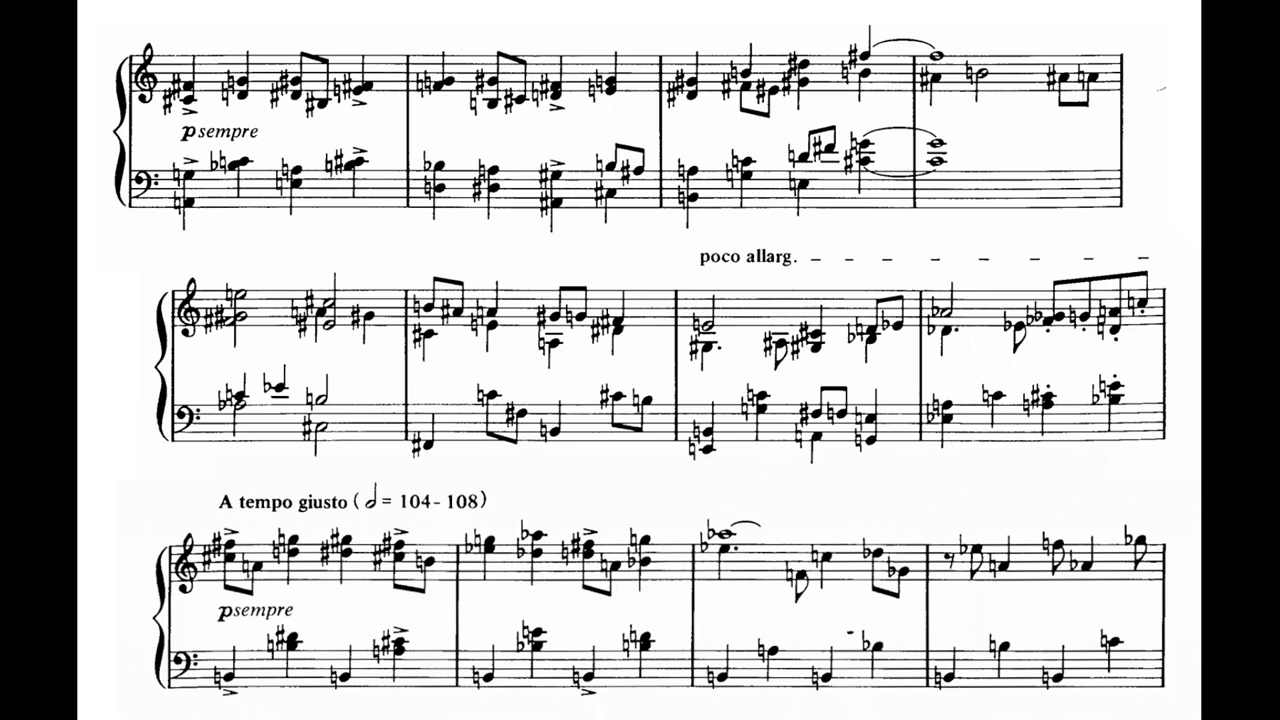 p sempre
poco allarg.
A tempo giusto (𝅗𝅥 = 104-108)
p sempre